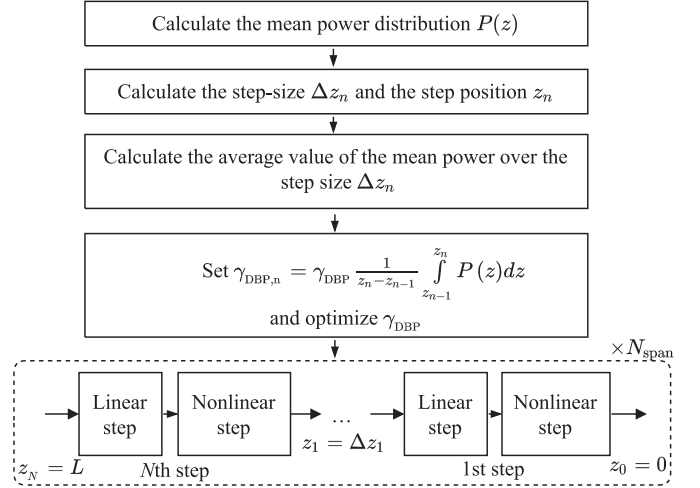 Calculate the mean power distribution P(z)
Calculate the step-size Δz_n and the step position z_n
Calculate the average value of the mean power over the
step size Δz_n
Set γ_DBP,n = γ_DBP 1/(z_n−z_{n−1}) ∫_{z_{n−1}}^{z_n} P(z)dz
and optimize γ_DBP
×N_span
Linear step
Nonlinear step
...
Linear step
Nonlinear step
z_N = L
Nth step
z_1 = Δz_1
1st step
z_0 = 0